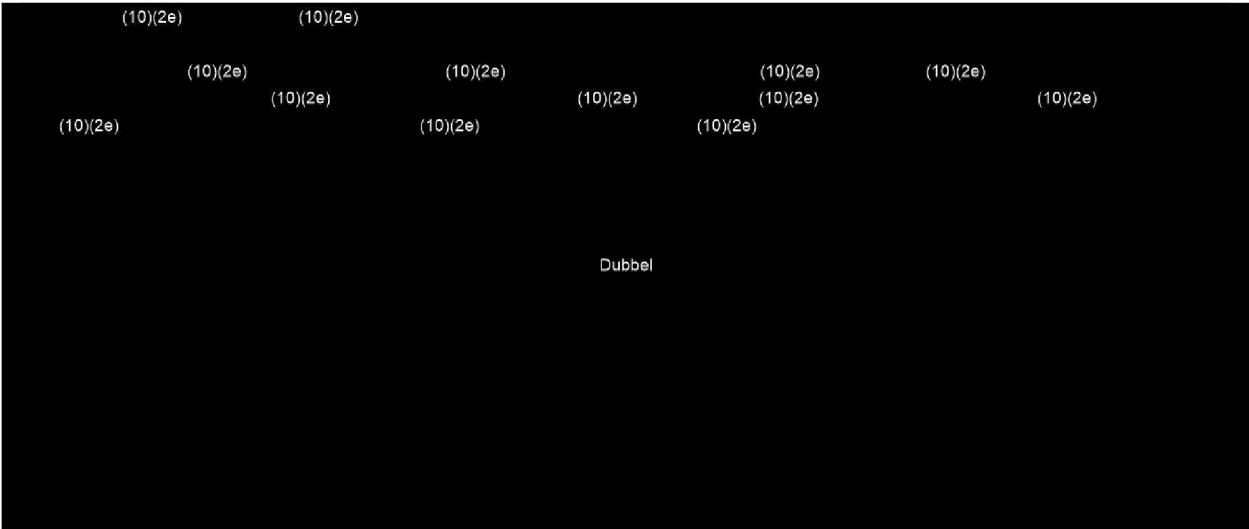 (10)(2e) (10)(2e)
(10)(2e) (10)(2e) (10)(2e) (10)(2e)
(10)(2e) (10)(2e) (10)(2e) (10)(2e)
(10)(2e) (10)(2e) (10)(2e)
Dubbel